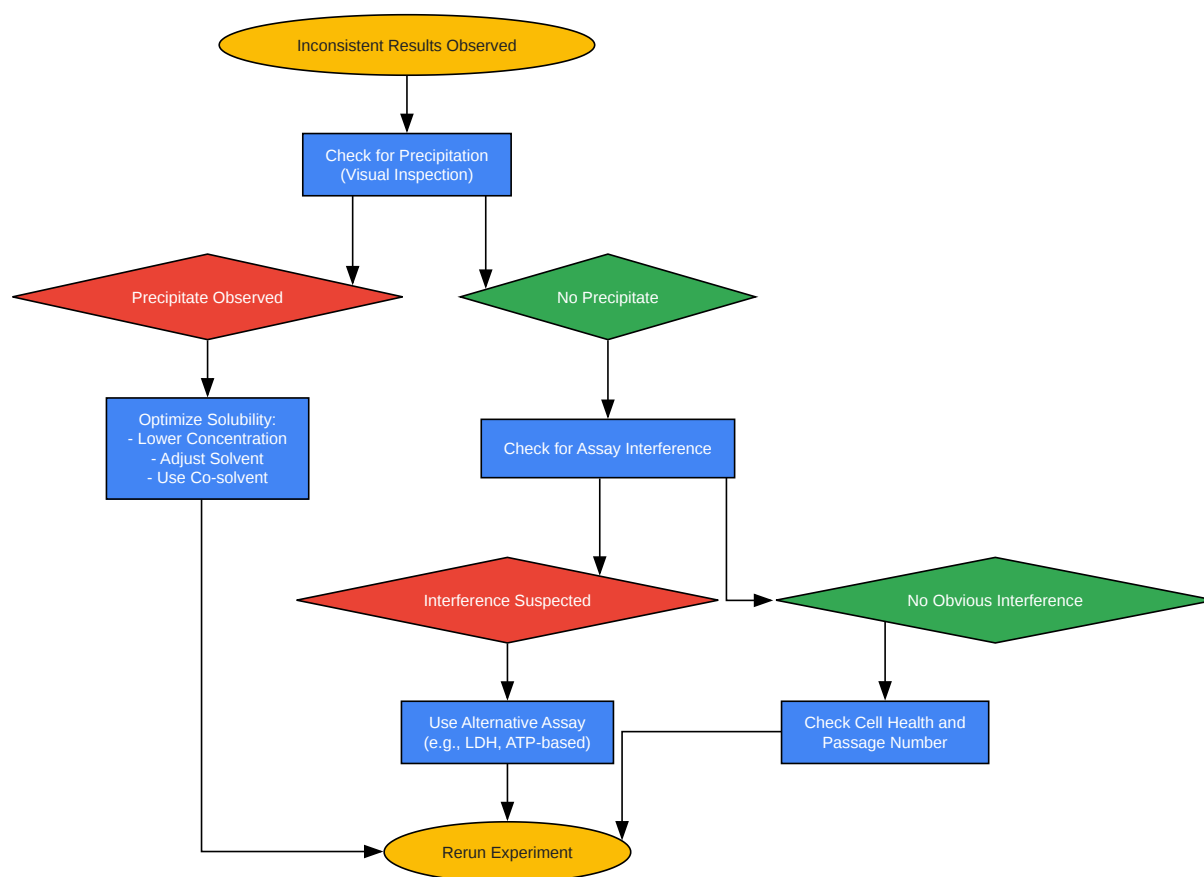 Inconsistent Results Observed
Check for Precipitation
(Visual Inspection)
Precipitate Observed
No Precipitate
Optimize Solubility:
- Lower Concentration
- Adjust Solvent
- Use Co-solvent
Check for Assay Interference
Interference Suspected
No Obvious Interference
Use Alternative Assay
(e.g., LDH, ATP-based)
Check Cell Health and
Passage Number
Rerun Experiment